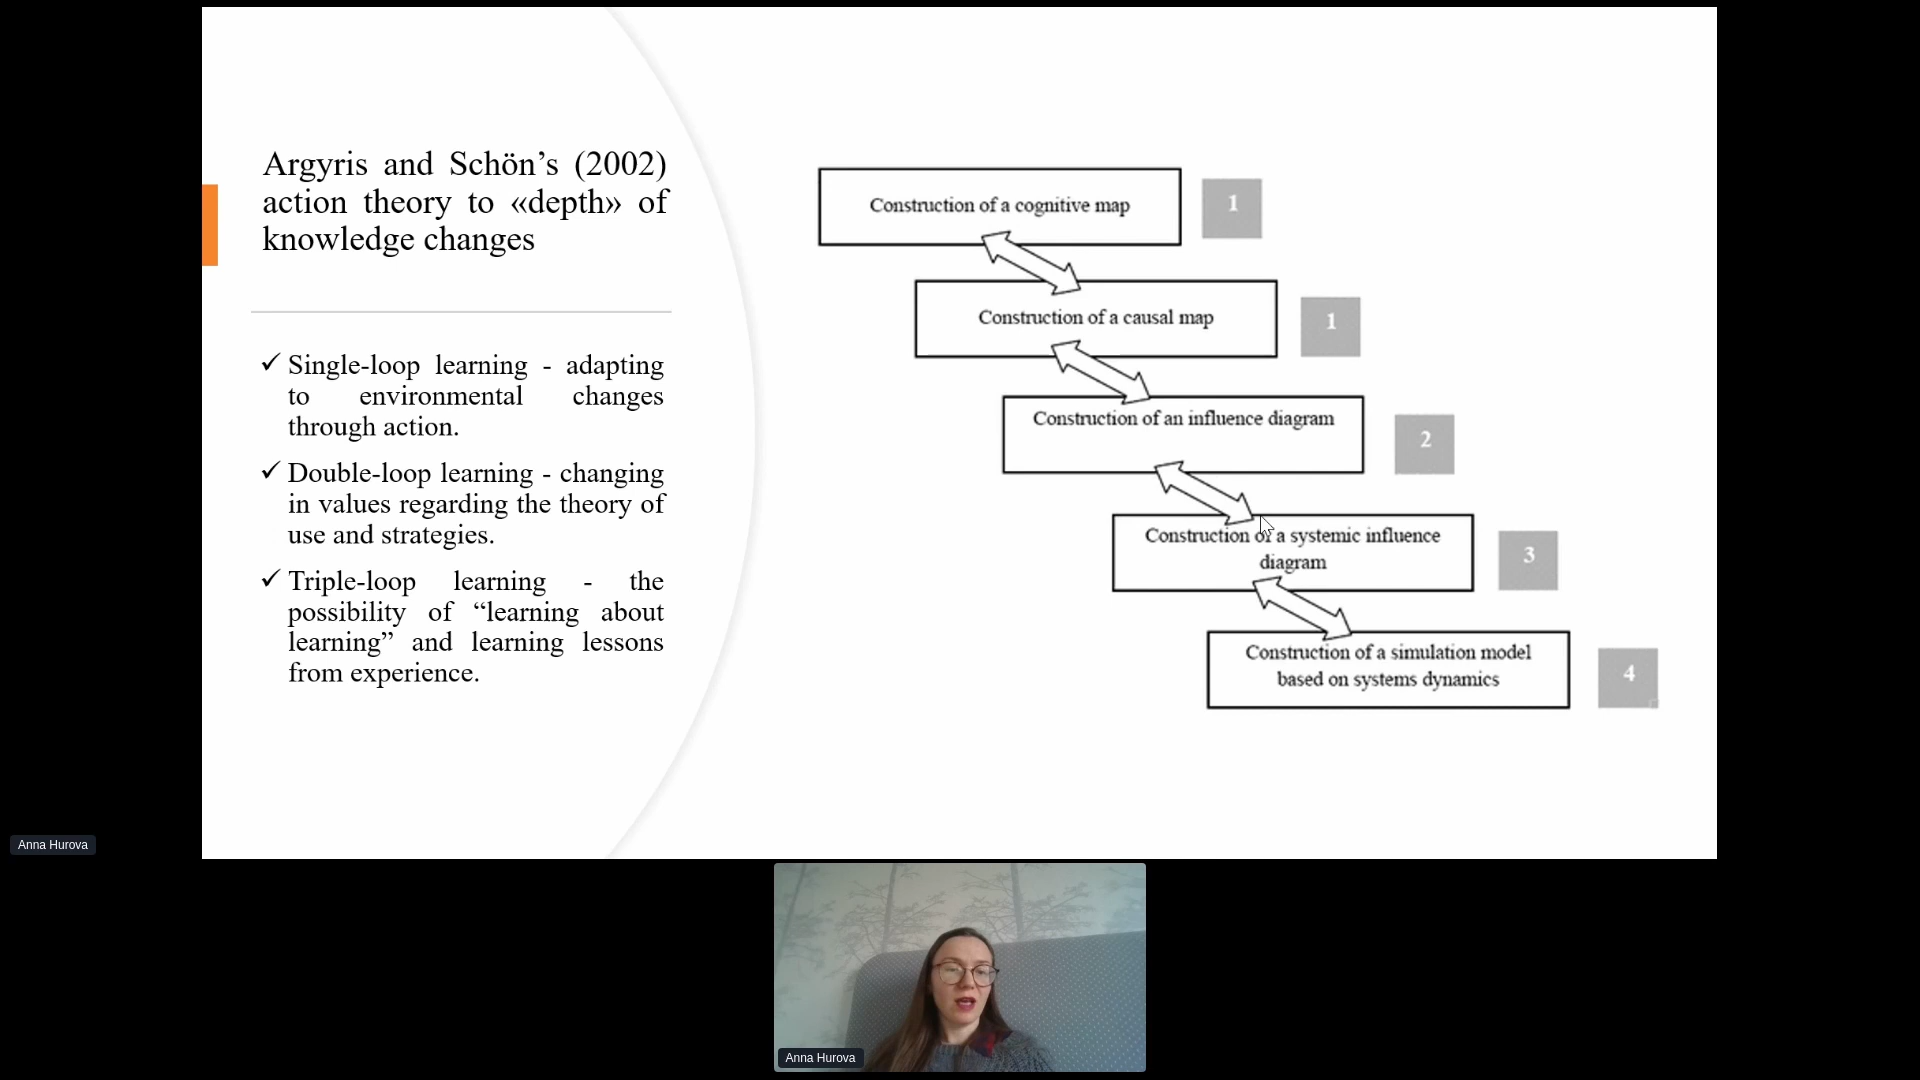 Argyris and Schön’s (2002)
action theory to «depth» of
knowledge changes
✓ Single-loop learning - adapting
to environmental changes
through action.
✓ Double-loop learning - changing
in values regarding the theory of
use and strategies.
✓ Triple-loop learning - the
possibility of “learning about
learning” and learning lessons
from experience.
Construction of a cognitive map
1
Construction of a causal map
1
Construction of an influence diagram
2
Construction of a systemic influence
diagram
3
Construction of a simulation model
based on systems dynamics
4
Anna Hurova
Anna Hurova